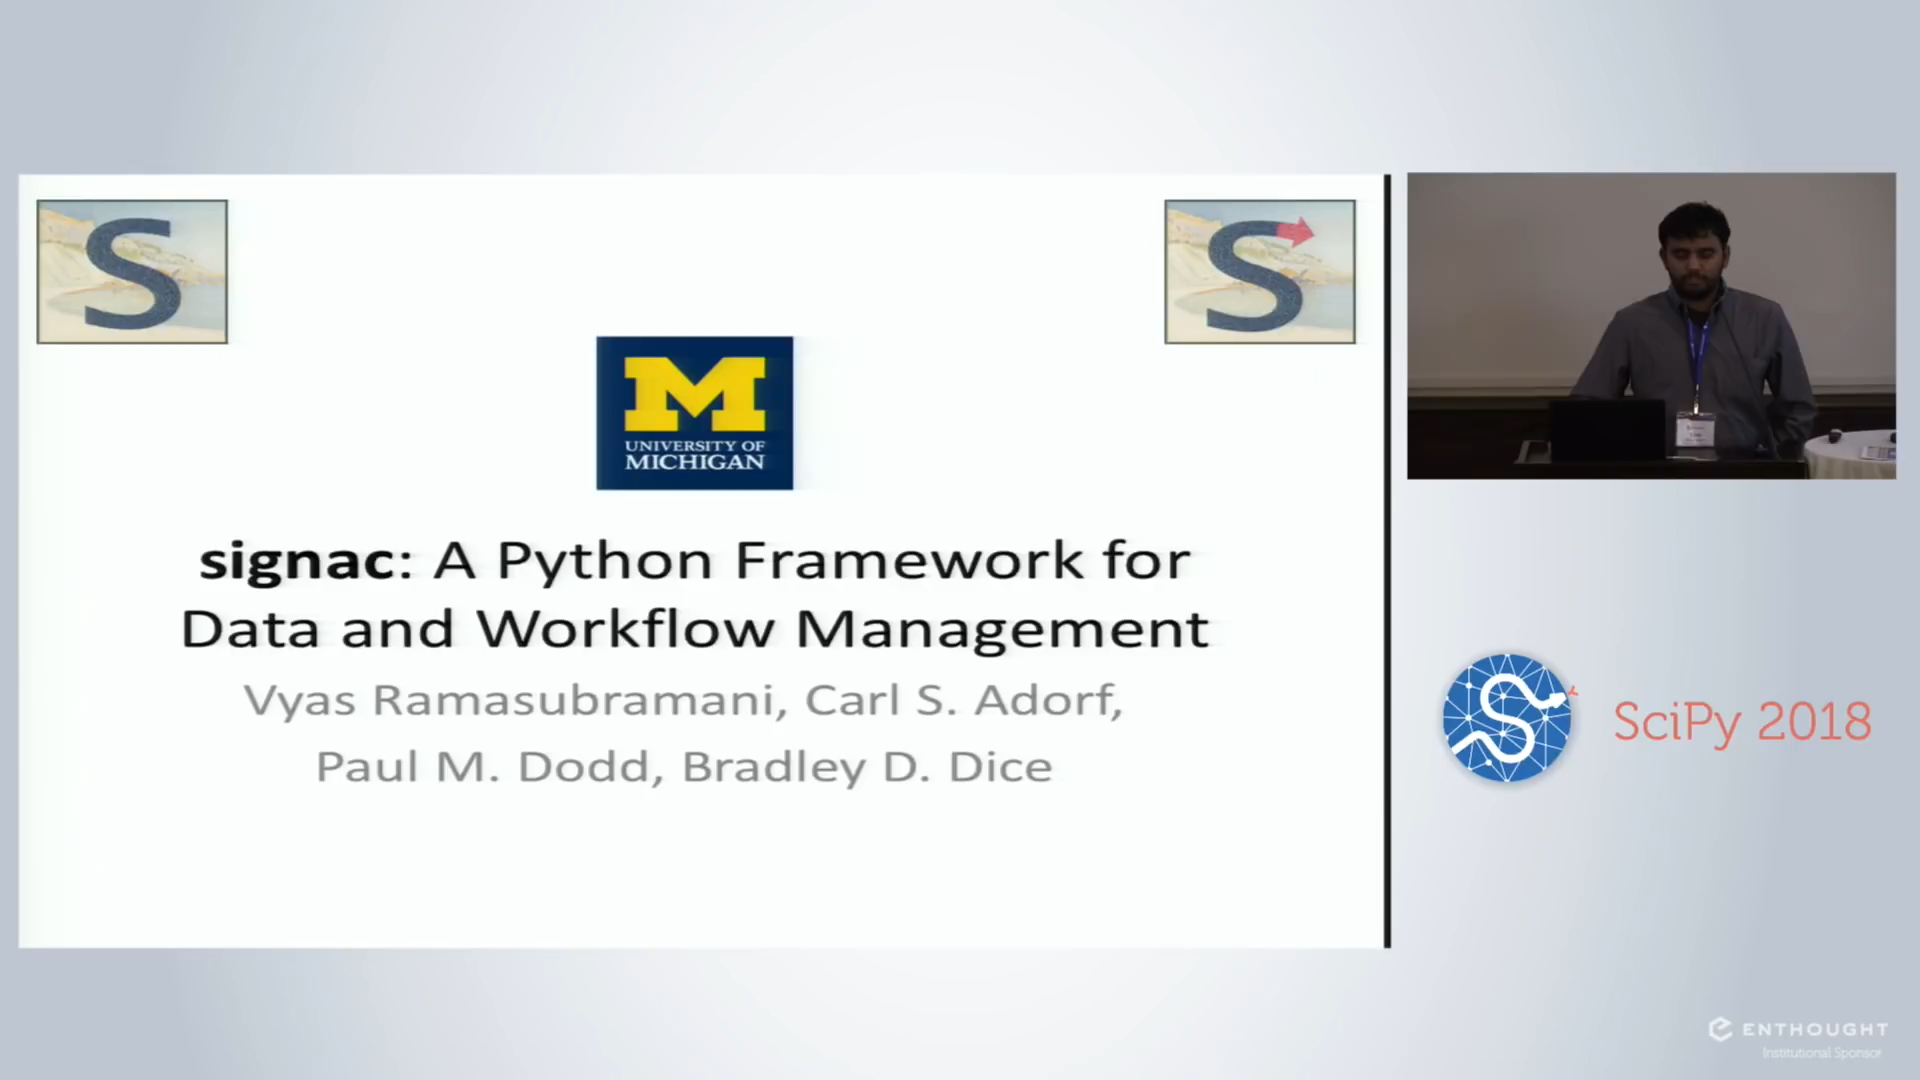 S
S
M
UNIVERSITY OF
MICHIGAN
signac: A Python Framework for
Data and Workflow Management
Vyas Ramasubramani, Carl S. Adorf,
Paul M. Dodd, Bradley D. Dice
SciPy 2018
ENTHOUGHT
Institutional Sponsor